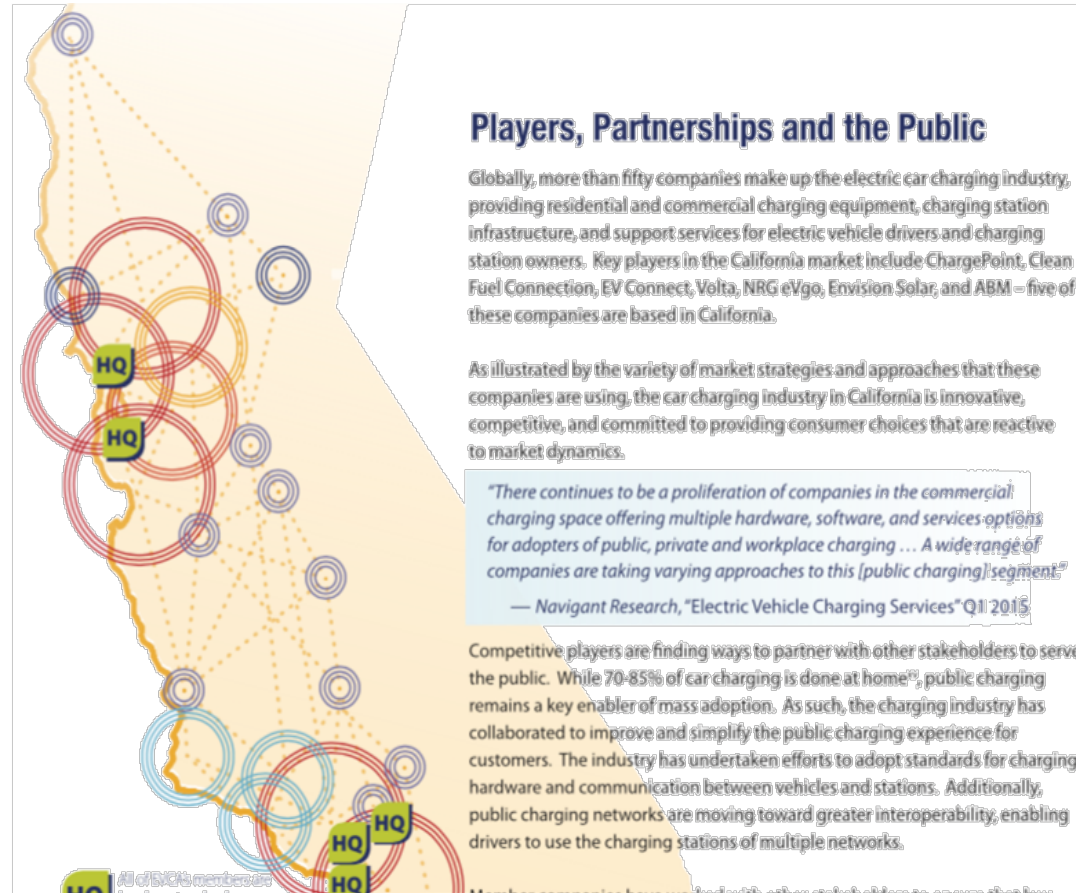 Players, Partnerships and the Public
Globally, more than fifty companies make up the electric car charging industry,
providing residential and commercial charging equipment, charging station
infrastructure, and support services for electric vehicle drivers and charging
station owners. Key players in the California market include ChargePoint, Clean
Fuel Connection, EV Connect, Volta, NRG eVgo, Envision Solar, and ABM – five of
these companies are based in California.
As illustrated by the variety of market strategies and approaches that these
companies are using, the car charging industry in California is innovative,
competitive, and committed to providing consumer choices that are reactive
to market dynamics.
"There continues to be a proliferation of companies in the commercial
charging space offering multiple hardware, software, and services options
for adopters of public, private and workplace charging … A wide range of
companies are taking varying approaches to this [public charging] segment."
— Navigant Research, "Electric Vehicle Charging Services" Q1 2015
Competitive players are finding ways to partner with other stakeholders to serve
the public. While 70-85% of car charging is done at home, public charging
remains a key enabler of mass adoption. As such, the charging industry has
collaborated to improve and simplify the public charging experience for
customers. The industry has undertaken efforts to adopt standards for charging
hardware and communication between vehicles and stations. Additionally,
public charging networks are moving toward greater interoperability, enabling
drivers to use the charging stations of multiple networks.
HQ
HQ
HQ
HQ
HQ
HQ
All of members are